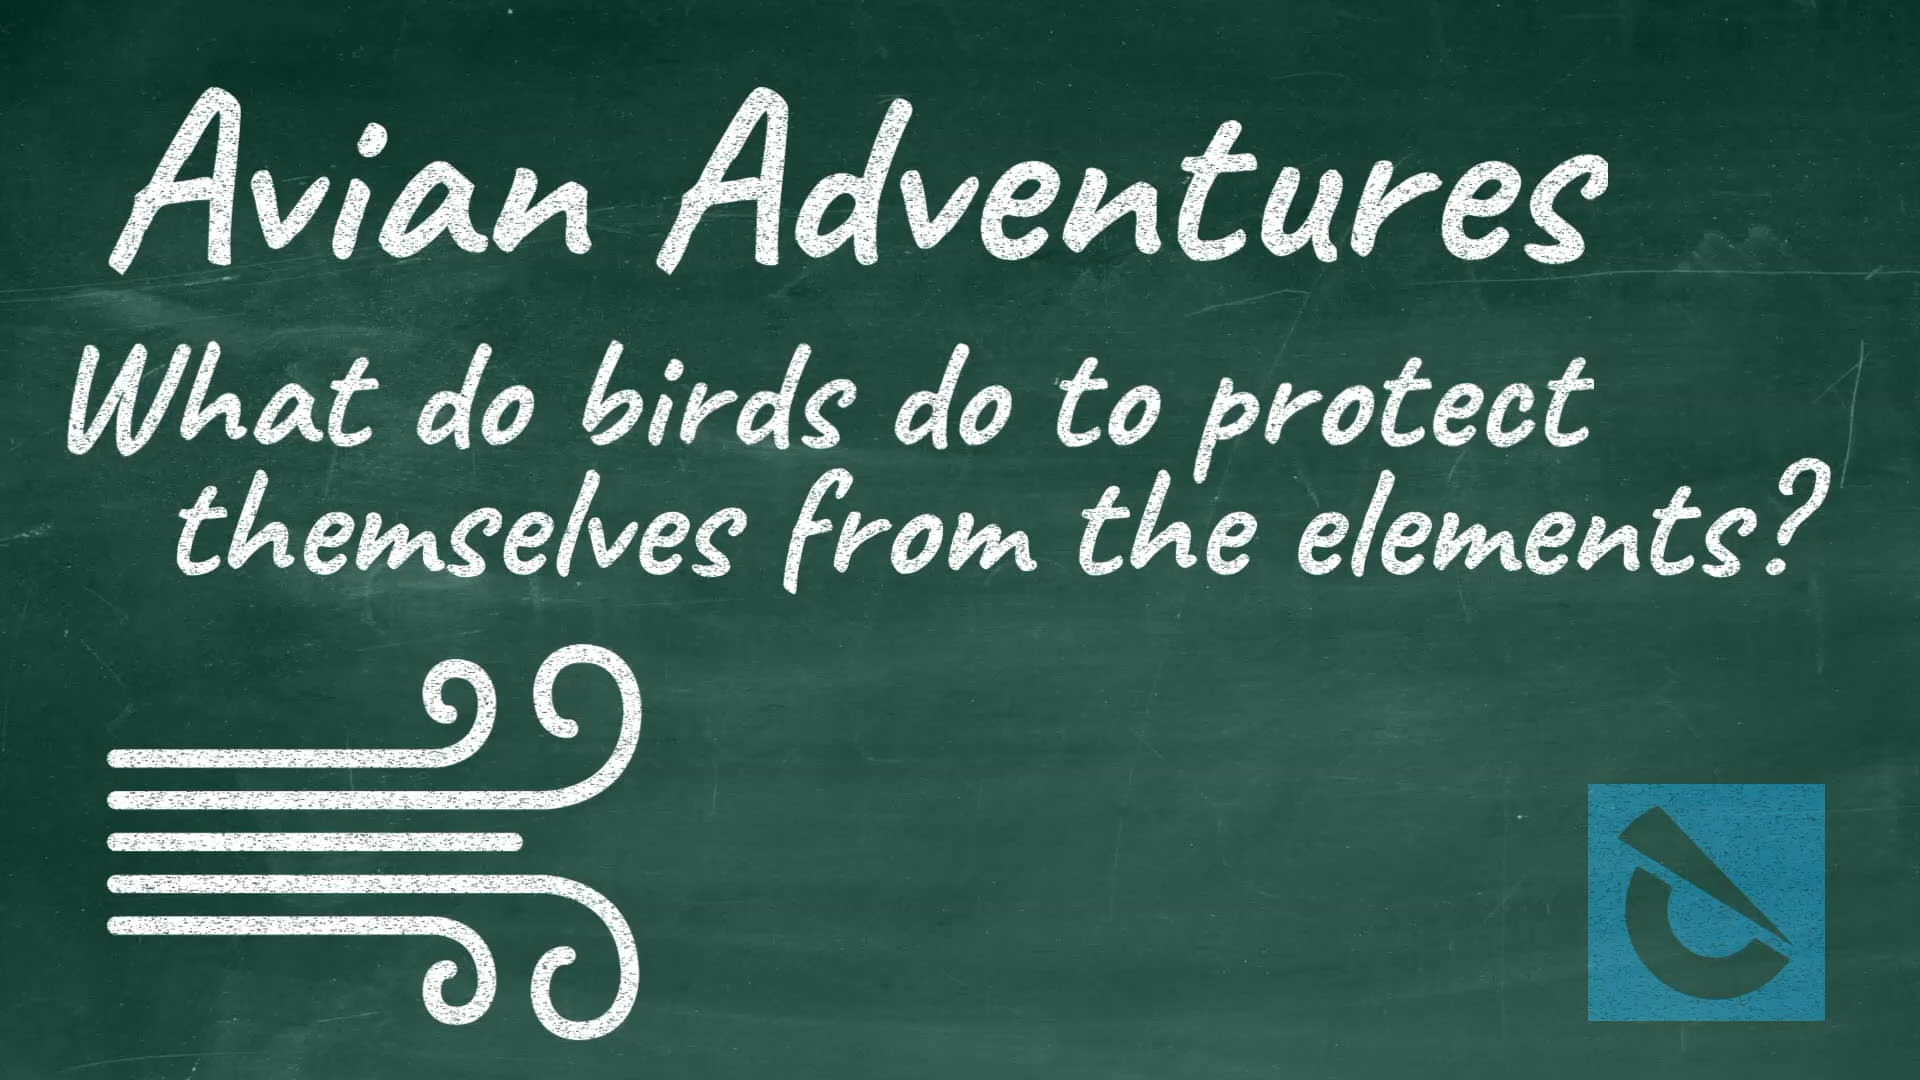 Avian Adventures
What do birds do to protect
themselves from the elements?